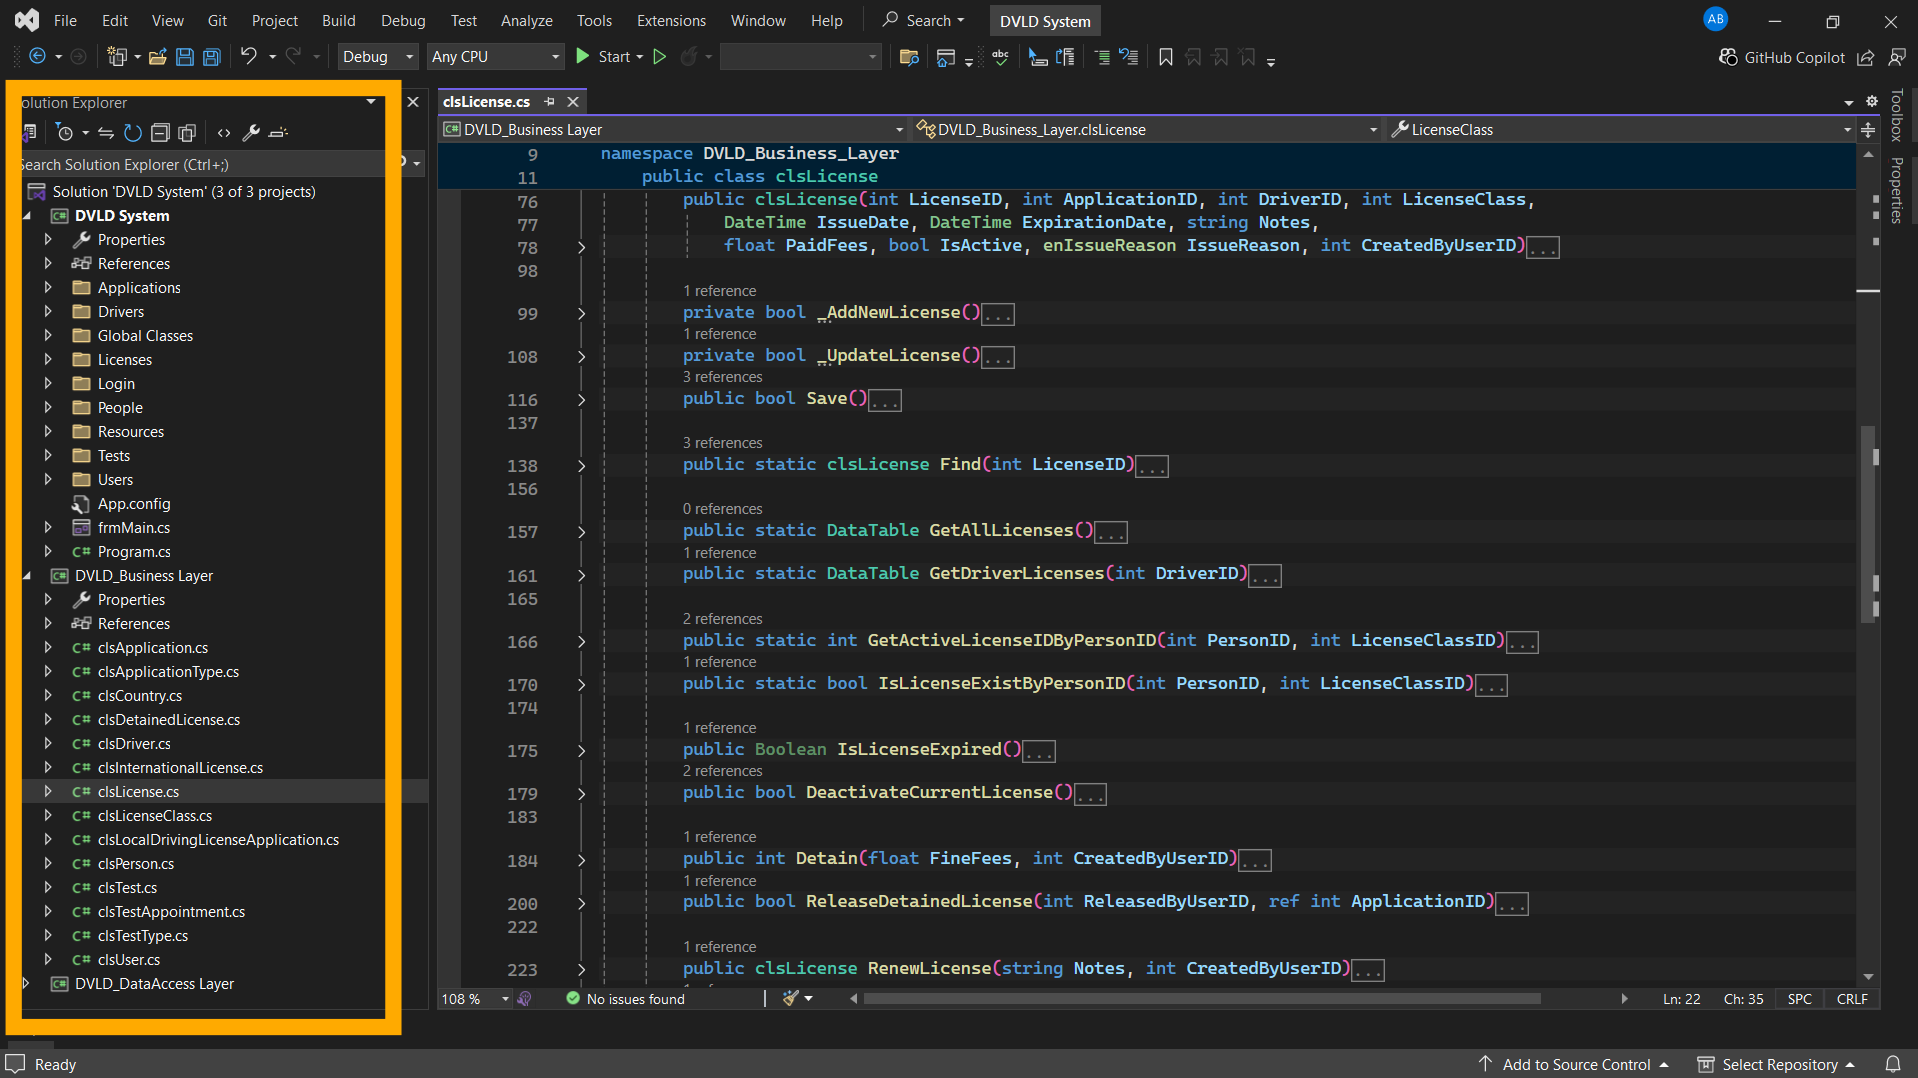 File Edit View Git Project Build Debug Test Analyze Tools Extensions Window Help Search DVLD System AB
Debug Any CPU Start GitHub Copilot
olution Explorer
Search Solution Explorer (Ctrl+;)
Solution 'DVLD System' (3 of 3 projects)
DVLD System
Properties
References
Applications
Drivers
Global Classes
Licenses
Login
People
Resources
Tests
Users
App.config
frmMain.cs
C# Program.cs
DVLD_Business Layer
Properties
References
C# clsApplication.cs
C# clsApplicationType.cs
C# clsCountry.cs
C# clsDetainedLicense.cs
C# clsDriver.cs
C# clsInternationalLicense.cs
C# clsLicense.cs
C# clsLicenseClass.cs
C# clsLocalDrivingLicenseApplication.cs
C# clsPerson.cs
C# clsTest.cs
C# clsTestAppointment.cs
C# clsTestType.cs
C# clsUser.cs
DVLD_DataAccess Layer
clsLicense.cs
DVLD_Business Layer DVLD_Business_Layer.clsLicense LicenseClass
9 namespace DVLD_Business_Layer
11 public class clsLicense
76 public clsLicense(int LicenseID, int ApplicationID, int DriverID, int LicenseClass,
77 DateTime IssueDate, DateTime ExpirationDate, string Notes,
78 float PaidFees, bool IsActive, enIssueReason IssueReason, int CreatedByUserID)...
98
1 reference
99 private bool _AddNewLicense()...
1 reference
108 private bool _UpdateLicense()...
3 references
116 public bool Save()...
137
3 references
138 public static clsLicense Find(int LicenseID)...
156
0 references
157 public static DataTable GetAllLicenses()...
1 reference
161 public static DataTable GetDriverLicenses(int DriverID)...
165
2 references
166 public static int GetActiveLicenseIDByPersonID(int PersonID, int LicenseClassID)...
1 reference
170 public static bool IsLicenseExistByPersonID(int PersonID, int LicenseClassID)...
174
1 reference
175 public Boolean IsLicenseExpired()...
2 references
179 public bool DeactivateCurrentLicense()...
183
1 reference
184 public int Detain(float FineFees, int CreatedByUserID)...
1 reference
200 public bool ReleaseDetainedLicense(int ReleasedByUserID, ref int ApplicationID)...
222
1 reference
223 public clsLicense RenewLicense(string Notes, int CreatedByUserID)...
108 % No issues found Ln: 22 Ch: 35 SPC CRLF
Toolbox
Properties
Ready Add to Source Control Select Repository